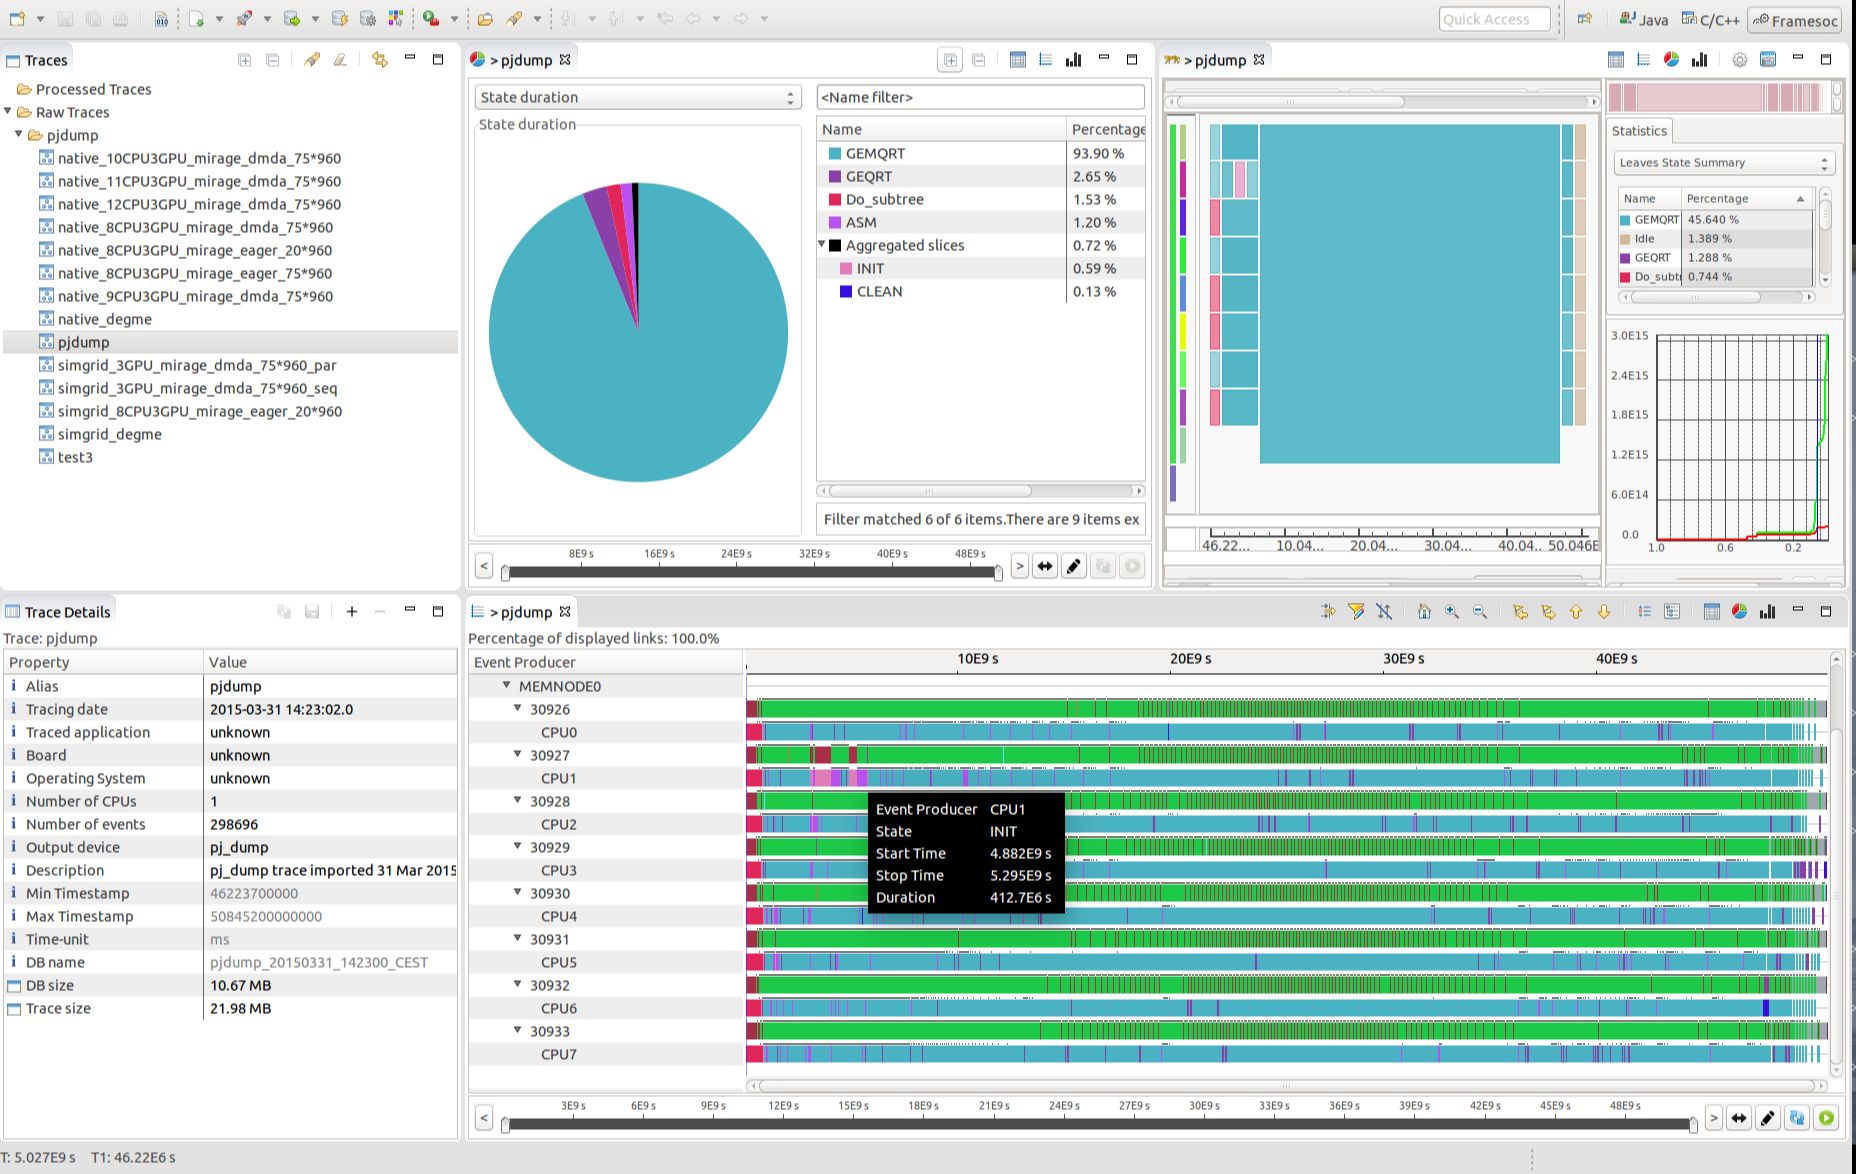 Quick Access
Java
C/C++
Framesoc
Traces
Processed Traces
Raw Traces
pjdump
native_10CPU3GPU_mirage_dmda_75*960
native_11CPU3GPU_mirage_dmda_75*960
native_12CPU3GPU_mirage_dmda_75*960
native_8CPU3GPU_mirage_dmda_75*960
native_8CPU3GPU_mirage_eager_20*960
native_8CPU3GPU_mirage_eager_75*960
native_9CPU3GPU_mirage_dmda_75*960
native_degme
pjdump
simgrid_3GPU_mirage_dmda_75*960_par
simgrid_3GPU_mirage_dmda_75*960_seq
simgrid_8CPU3GPU_mirage_eager_20*960
simgrid_degme
test3
> pjdump
State duration
<Name filter>
State duration
Name Percentage
GEMQRT 93.90 %
GEQRT 2.65 %
Do_subtree 1.53 %
ASM 1.20 %
Aggregated slices 0.72 %
INIT 0.59 %
CLEAN 0.13 %
Filter matched 6 of 6 items.There are 9 items ex
8E9 s 16E9 s 24E9 s 32E9 s 40E9 s 48E9 s
< >
> pjdump
46.22... 10.04... 20.04... 30.04... 40.04.. 50.046E
Statistics
Leaves State Summary
Name Percentage
GEMQRT 45.640 %
Idle 1.389 %
GEQRT 1.288 %
Do_subtr 0.744 %
3.0E15
2.4E15
1.8E15
1.2E15
6.0E14
0.0
1.0 0.6 0.2
Trace Details
Trace: pjdump
Property Value
Alias pjdump
Tracing date 2015-03-31 14:23:02.0
Traced application unknown
Board unknown
Operating System unknown
Number of CPUs 1
Number of events 298696
Output device pj_dump
Description pj_dump trace imported 31 Mar 2015
Min Timestamp 46223700000
Max Timestamp 50845200000000
Time-unit ms
DB name pjdump_20150331_142300_CEST
DB size 10.67 MB
Trace size 21.98 MB
> pjdump
Percentage of displayed links: 100.0%
Event Producer
10E9 s 20E9 s 30E9 s 40E9 s
MEMNODE0
30926
CPU0
30927
CPU1
30928
CPU2
30929
CPU3
30930
CPU4
30931
CPU5
30932
CPU6
30933
CPU7
Event Producer CPU1
State INIT
Start Time 4.882E9 s
Stop Time 5.295E9 s
Duration 412.7E6 s
3E9 s 6E9 s 9E9 s 12E9 s 15E9 s 18E9 s 21E9 s 24E9 s 27E9 s 30E9 s 33E9 s 36E9 s 39E9 s 42E9 s 45E9 s 48E9 s
< >
T: 5.027E9 s T1: 46.22E6 s